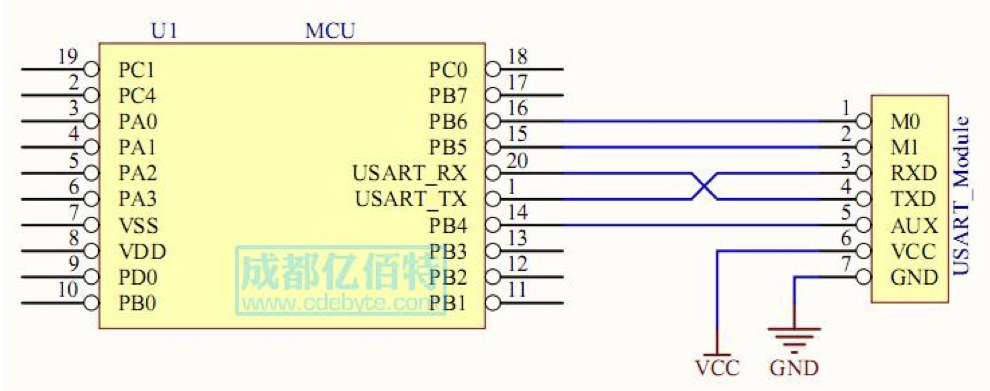 U1 MCU
19 PC1 PC0 18
2 PC4 PB7 17
3 PA0 PB6 16 1 M0
4 PA1 PB5 15 2 M1
5 PA2 USART_RX 20 3 RXD
6 PA3 USART_TX 1 4 TXD
7 VSS PB4 14 5 AUX
8 VDD PB3 13 6 VCC
9 PD0 PB2 12 7 GND
10 PB0 PB1 11
USART_Module
成都亿佰特
www.cdebyte.com
VCC GND